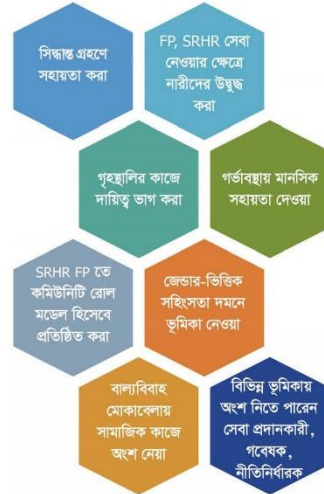 সিদ্ধান্ত গ্রহণে
সহায়তা করা
FP, SRHR সেবা
নেওয়ার ক্ষেত্রে
নারীদের উদ্বুদ্ধ
করা
গৃহস্থালির কাজে
দায়িত্ব ভাগ করা
গর্ভাবস্থায় মানসিক
সহায়তা দেওয়া
SRHR FP তে
কমিউনিটি রোল
মডেল হিসেবে
প্রতিষ্ঠিত করা
জেন্ডার-ভিত্তিক
সহিংসতা দমনে
ভূমিকা নেওয়া
বাল্যবিবাহ
মোকাবেলায়
সামাজিক কাজে
অংশ নেয়া
বিভিন্ন ভূমিকায়
অংশ নিতে পারেন
সেবা প্রদানকারী,
গবেষক,
নীতিনির্ধারক